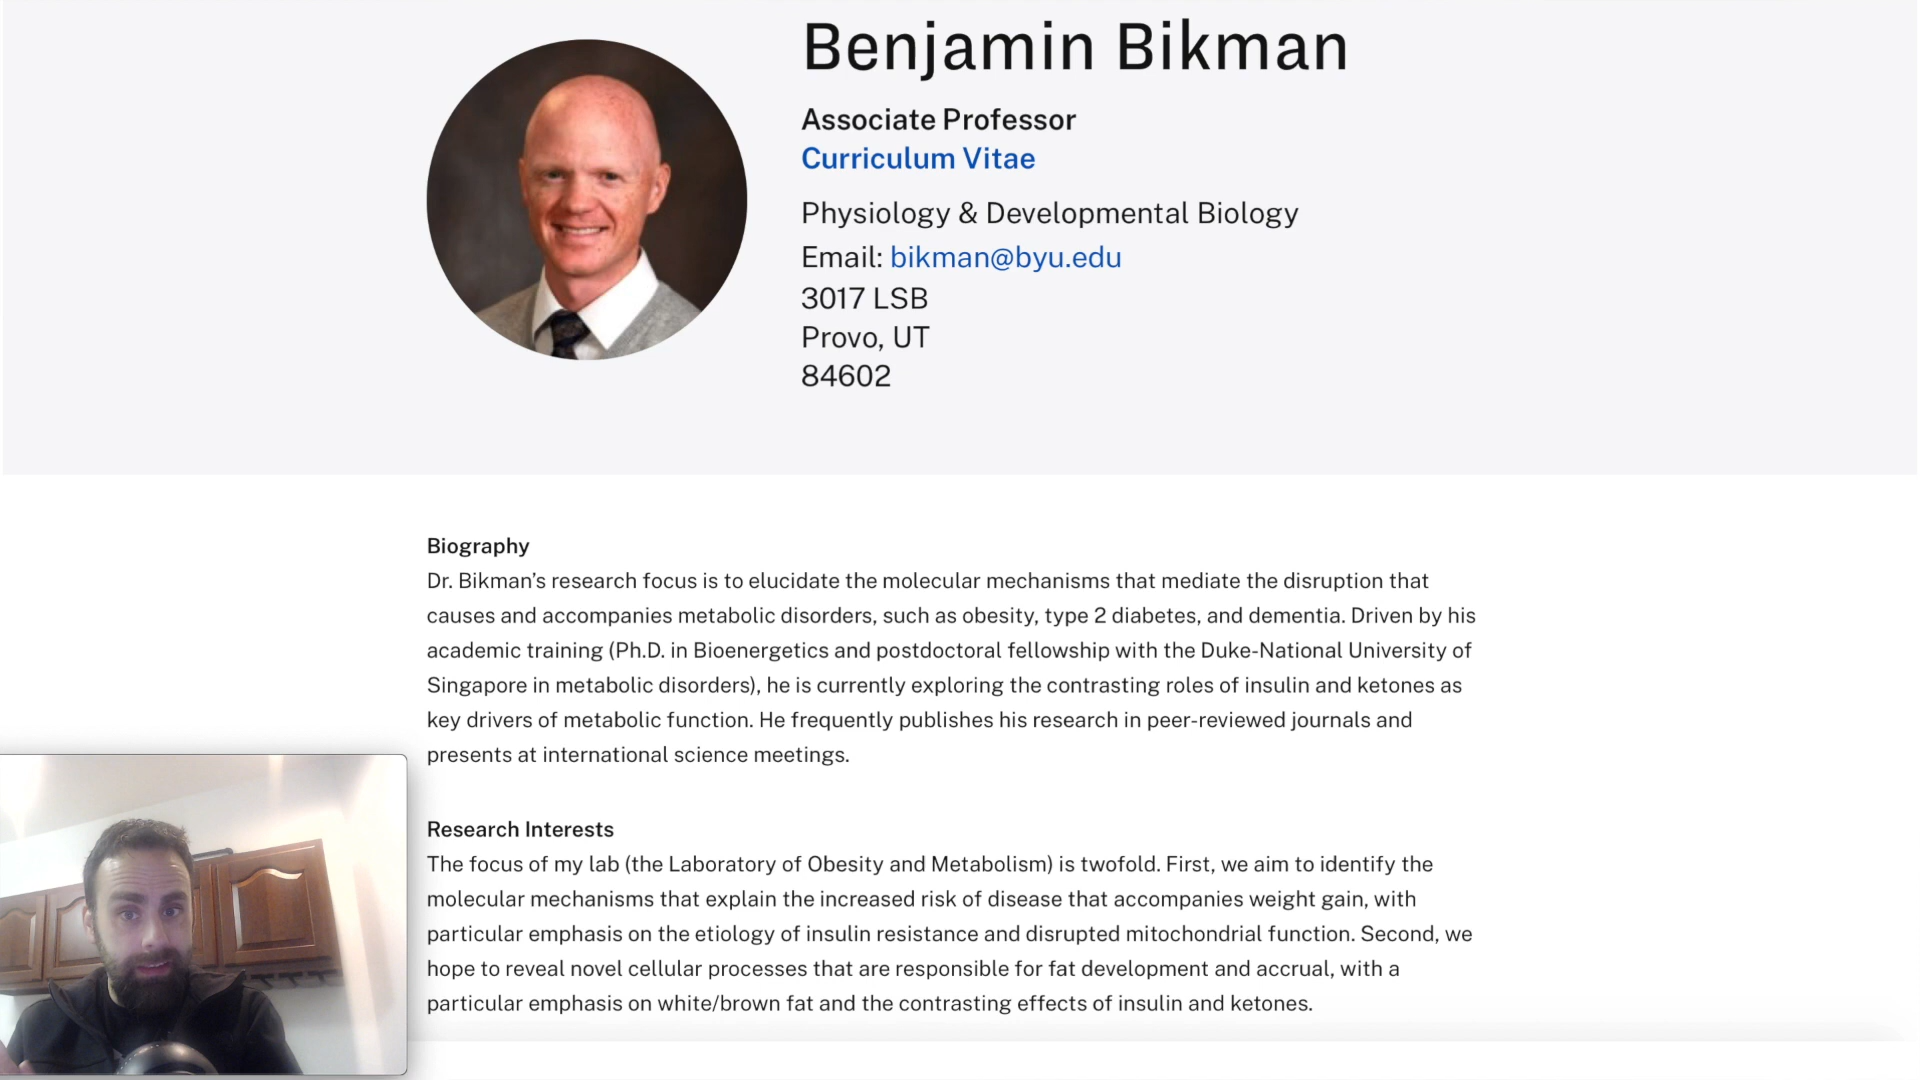 Benjamin Bikman
Associate Professor
Curriculum Vitae
Physiology & Developmental Biology
Email: bikman@byu.edu
3017 LSB
Provo, UT
84602
Biography
Dr. Bikman’s research focus is to elucidate the molecular mechanisms that mediate the disruption that
causes and accompanies metabolic disorders, such as obesity, type 2 diabetes, and dementia. Driven by his
academic training (Ph.D. in Bioenergetics and postdoctoral fellowship with the Duke-National University of
Singapore in metabolic disorders), he is currently exploring the contrasting roles of insulin and ketones as
key drivers of metabolic function. He frequently publishes his research in peer-reviewed journals and
presents at international science meetings.
Research Interests
The focus of my lab (the Laboratory of Obesity and Metabolism) is twofold. First, we aim to identify the
molecular mechanisms that explain the increased risk of disease that accompanies weight gain, with
particular emphasis on the etiology of insulin resistance and disrupted mitochondrial function. Second, we
hope to reveal novel cellular processes that are responsible for fat development and accrual, with a
particular emphasis on white/brown fat and the contrasting effects of insulin and ketones.